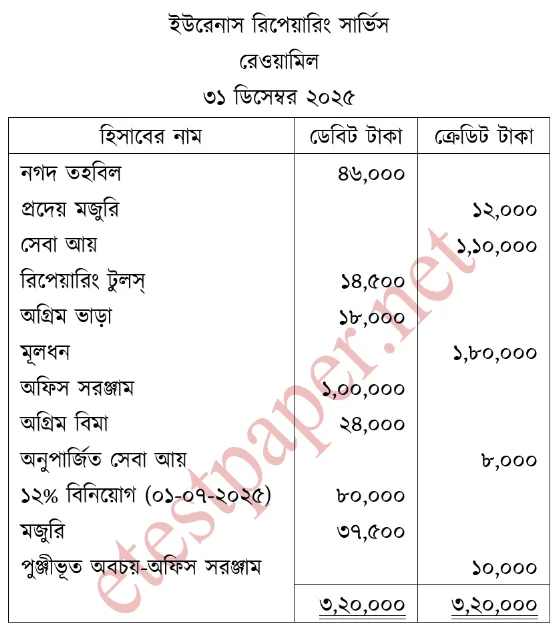 ইউরেনাস রিপেয়ারিং সার্ভিস
রেওয়ামিল
৩১ ডিসেম্বর ২০২৫
হিসাবের নাম ডেবিট টাকা ক্রেডিট টাকা
নগদ তহবিল ৪৬,০০০
প্রদেয় মজুরি ১২,০০০
সেবা আয় ১,১০,০০০
রিপেয়ারিং টুলস্ ১৪,৫০০
অগ্রিম ভাড়া ১৮,০০০
মূলধন ১,৮০,০০০
অফিস সরঞ্জাম ১,০০,০০০
অগ্রিম বিমা ২৪,০০০
অনুপার্জিত সেবা আয় ৮,০০০
১২% বিনিয়োগ (০১-০৭-২০২৫) ৮০,০০০
মজুরি ৩৭,৫০০
পুঞ্জীভূত অবচয়-অফিস সরঞ্জাম ১০,০০০
৩,২০,০০০ ৩,২০,০০০
etestpaper.net